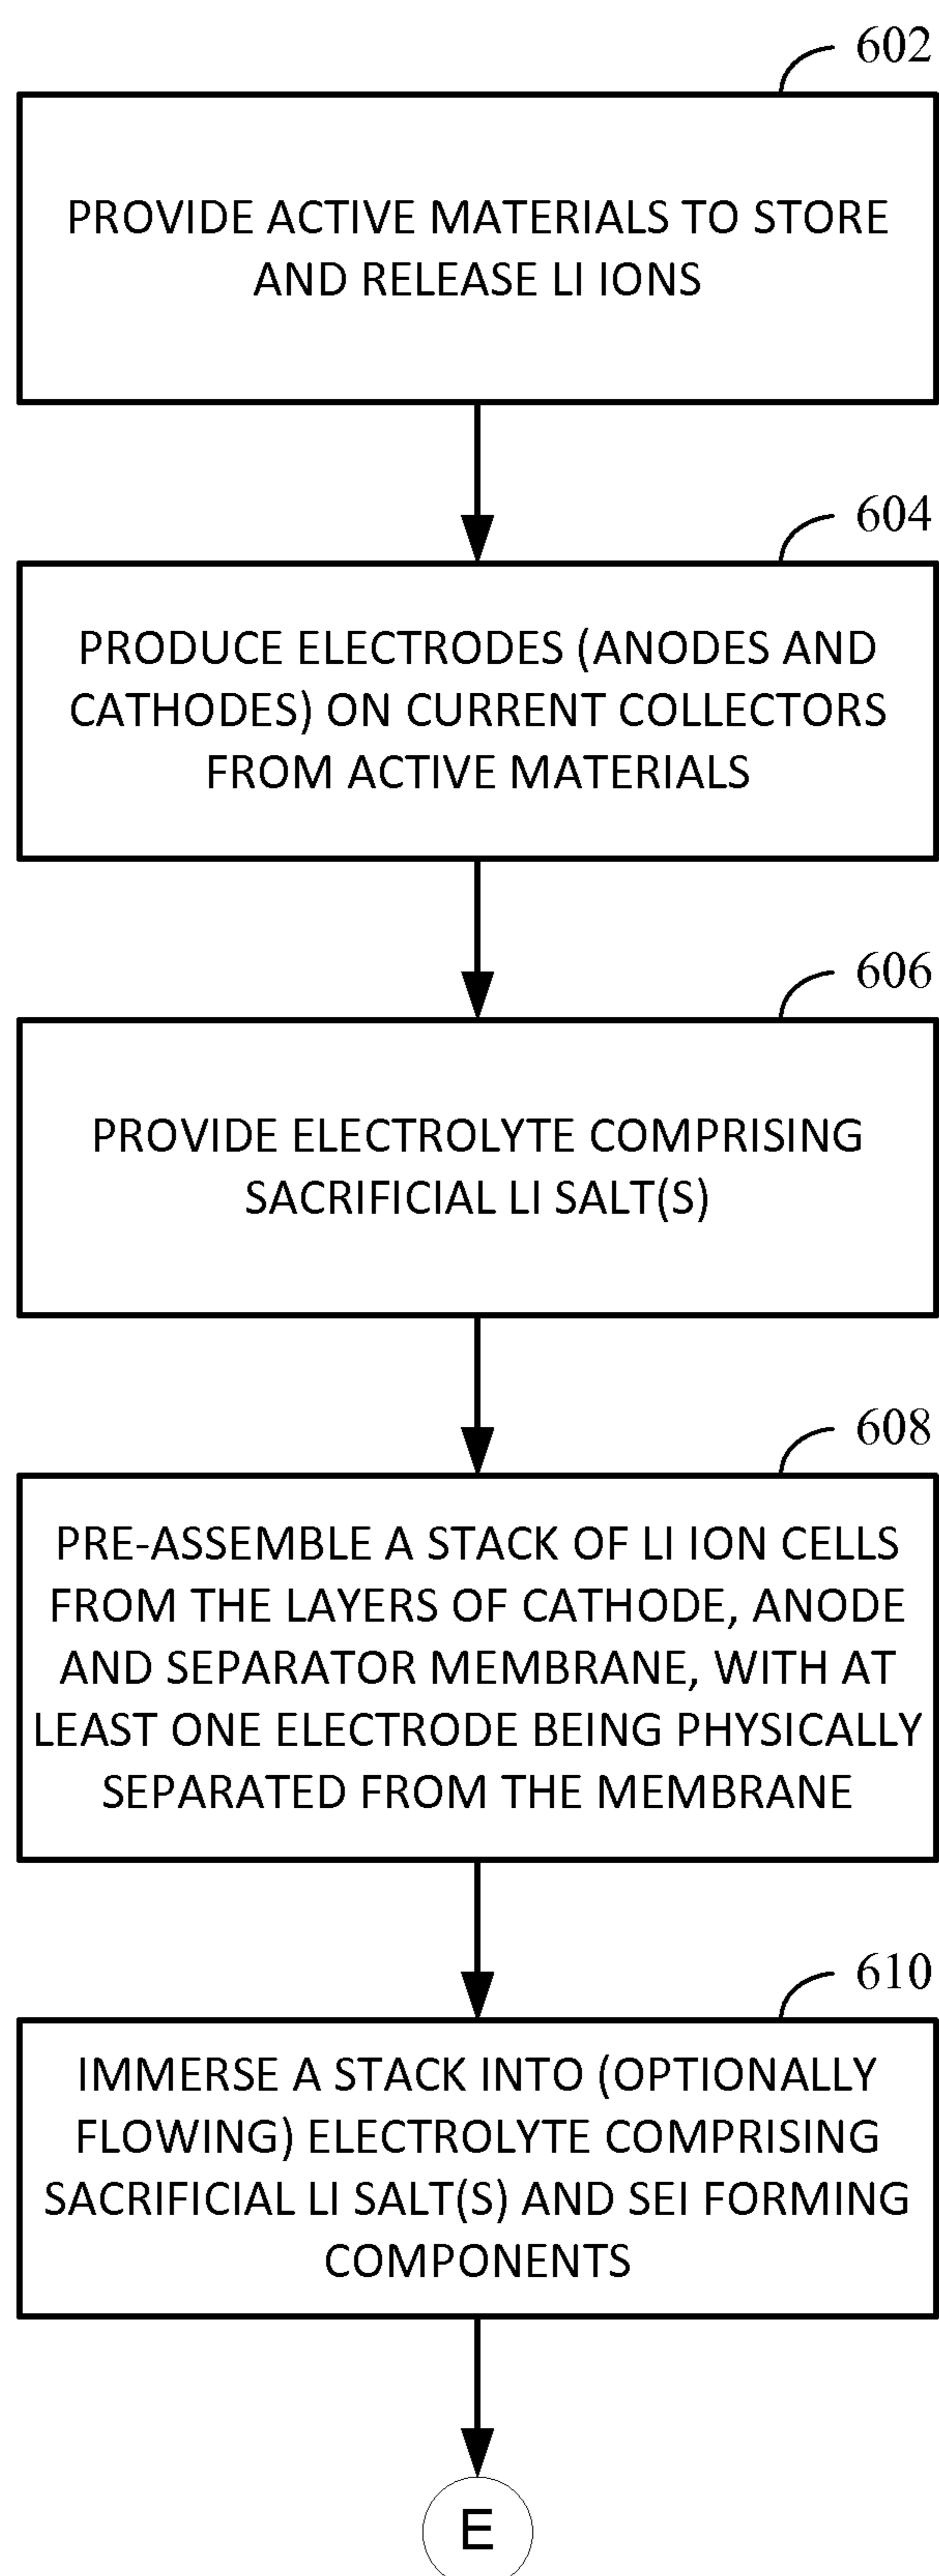 602
PROVIDE ACTIVE MATERIALS TO STORE
AND RELEASE LI IONS
604
PRODUCE ELECTRODES (ANODES AND
CATHODES) ON CURRENT COLLECTORS
FROM ACTIVE MATERIALS
606
PROVIDE ELECTROLYTE COMPRISING
SACRIFICIAL LI SALT(S)
608
PRE-ASSEMBLE A STACK OF LI ION CELLS
FROM THE LAYERS OF CATHODE, ANODE
AND SEPARATOR MEMBRANE, WITH AT
LEAST ONE ELECTRODE BEING PHYSICALLY
SEPARATED FROM THE MEMBRANE
610
IMMERSE A STACK INTO (OPTIONALLY
FLOWING) ELECTROLYTE COMPRISING
SACRIFICIAL LI SALT(S) AND SEI FORMING
COMPONENTS
E